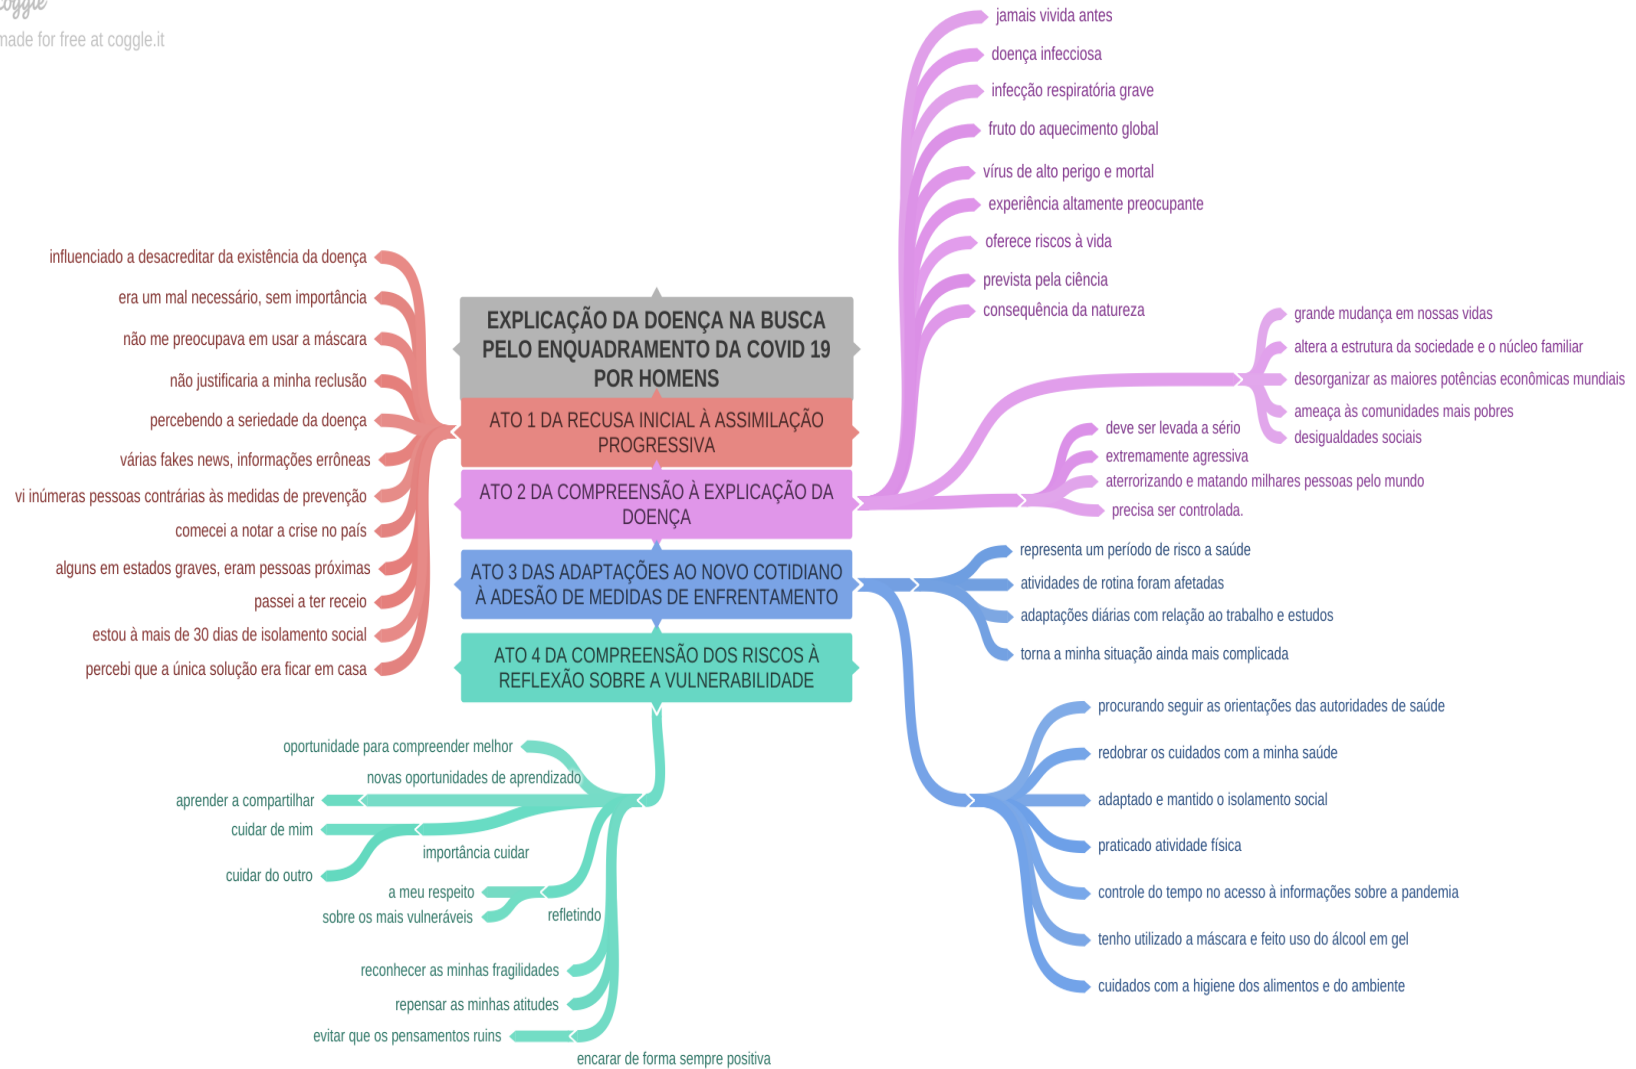 coggle
made for free at coggle.it
EXPLICAÇÃO DA DOENÇA NA BUSCA
PELO ENQUADRAMENTO DA COVID 19
POR HOMENS
ATO 1 DA RECUSA INICIAL À ASSIMILAÇÃO
PROGRESSIVA
influenciado a desacreditar da existência da doença
era um mal necessário, sem importância
não me preocupava em usar a máscara
não justificaria a minha reclusão
percebendo a seriedade da doença
várias fakes news, informações errôneas
vi inúmeras pessoas contrárias às medidas de prevenção
comecei a notar a crise no país
alguns em estados graves, eram pessoas próximas
passei a ter receio
estou à mais de 30 dias de isolamento social
percebi que a única solução era ficar em casa
ATO 2 DA COMPREENSÃO À EXPLICAÇÃO DA
DOENÇA
jamais vivida antes
doença infecciosa
infecção respiratória grave
fruto do aquecimento global
vírus de alto perigo e mortal
experiência altamente preocupante
oferece riscos à vida
prevista pela ciência
consequência da natureza
grande mudança em nossas vidas
altera a estrutura da sociedade e o núcleo familiar
desorganizar as maiores potências econômicas mundiais
ameaça às comunidades mais pobres
desigualdades sociais
deve ser levada a sério
extremamente agressiva
aterrorizando e matando milhares pessoas pelo mundo
precisa ser controlada.
ATO 3 DAS ADAPTAÇÕES AO NOVO COTIDIANO
À ADESÃO DE MEDIDAS DE ENFRENTAMENTO
representa um período de risco a saúde
atividades de rotina foram afetadas
adaptações diárias com relação ao trabalho e estudos
torna a minha situação ainda mais complicada
procurando seguir as orientações das autoridades de saúde
redobrar os cuidados com a minha saúde
adaptado e mantido o isolamento social
praticado atividade física
controle do tempo no acesso à informações sobre a pandemia
tenho utilizado a máscara e feito uso do álcool em gel
cuidados com a higiene dos alimentos e do ambiente
ATO 4 DA COMPREENSÃO DOS RISCOS À
REFLEXÃO SOBRE A VULNERABILIDADE
oportunidade para compreender melhor
novas oportunidades de aprendizado
aprender a compartilhar
cuidar de mim
importância cuidar
cuidar do outro
a meu respeito
sobre os mais vulneráveis
refletindo
reconhecer as minhas fragilidades
repensar as minhas atitudes
evitar que os pensamentos ruins
encarar de forma sempre positiva